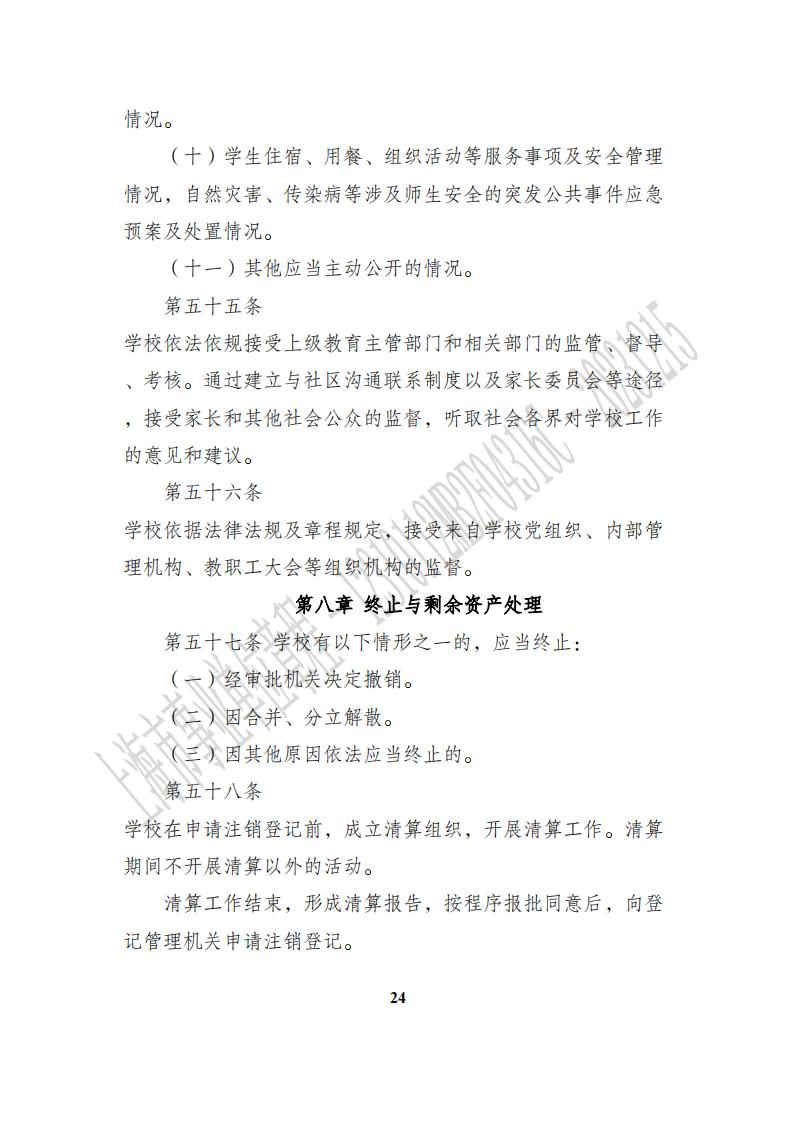 情况。
（十）学生住宿、用餐、组织活动等服务事项及安全管理
情况，自然灾害、传染病等涉及师生安全的突发公共事件应急
预案及处置情况。
（十一）其他应当主动公开的情况。
第五十五条
学校依法依规接受上级教育主管部门和相关部门的监管、督导
、考核。通过建立与社区沟通联系制度以及家长委员会等途径
，接受家长和其他社会公众的监督，听取社会各界对学校工作
的意见和建议。
第五十六条
学校依据法律法规及章程规定，接受来自学校党组织、内部管
理机构、教职工大会等组织机构的监督。
第八章 终止与剩余资产处理
第五十七条 学校有以下情形之一的，应当终止：
（一）经审批机关决定撤销。
（二）因合并、分立解散。
（三）因其他原因依法应当终止的。
第五十八条
学校在申请注销登记前，成立清算组织，开展清算工作。清算
期间不开展清算以外的活动。
清算工作结束，形成清算报告，按程序报批同意后，向登
记管理机关申请注销登记。
24
上海市事业单位章程 - 12310119MB2F04316C - 20231215